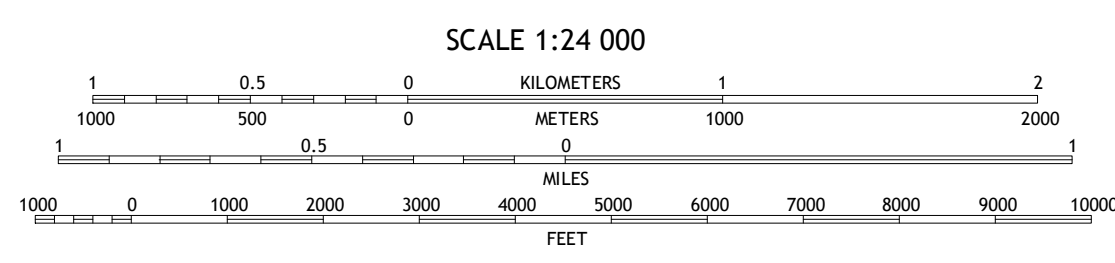 SCALE 1:24 000
1 0.5 0 KILOMETERS 1 2
1000 500 0 METERS 1000 2000
1 0.5 0 1
MILES
1000 0 1000 2000 3000 4000 5000 6000 7000 8000 9000 10000
FEET